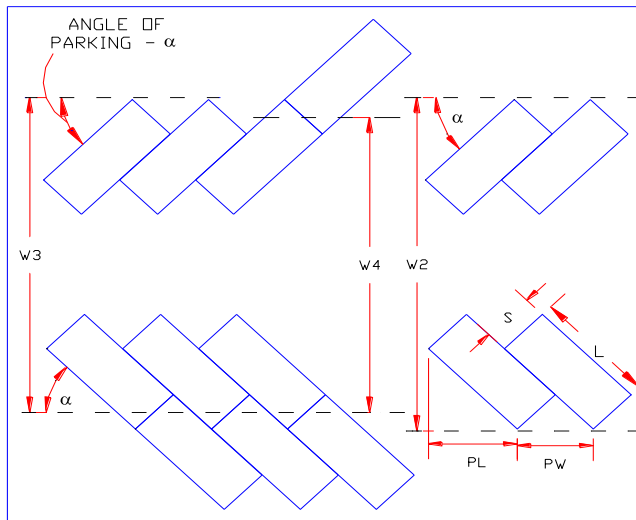 ANGLE OF
PARKING - α
α
W3
W4
W2
S
L
α
PL
PW